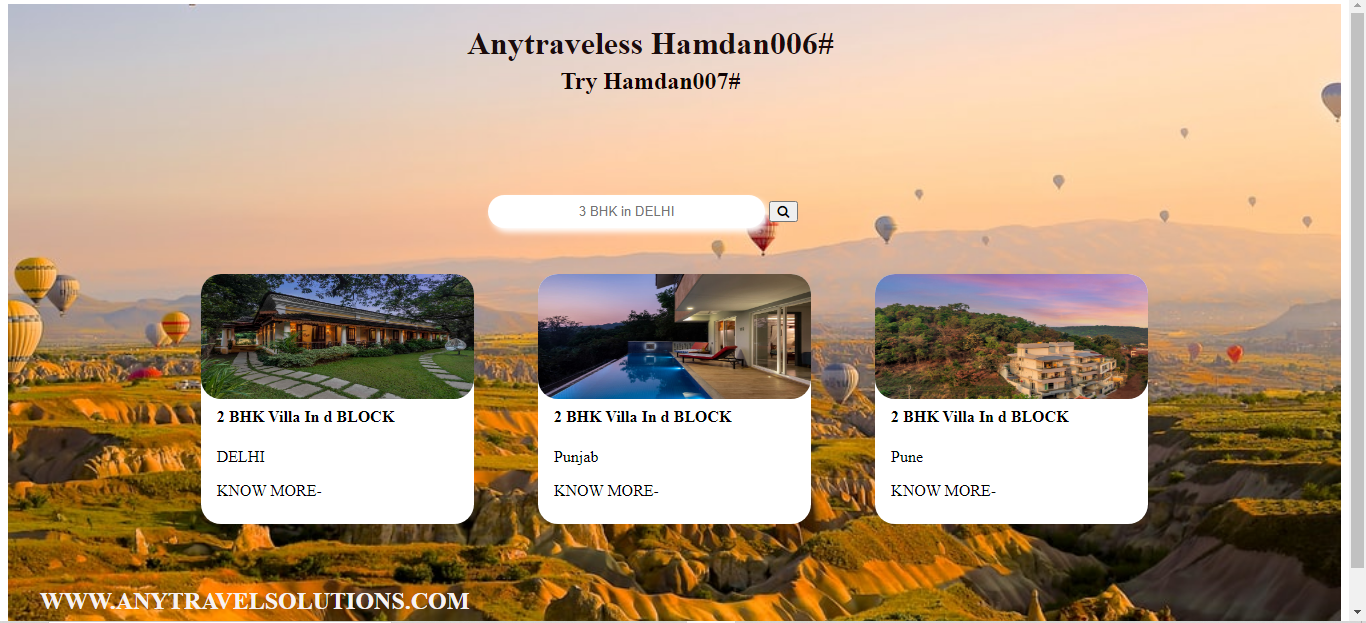 Anytraveless Hamdan006#
Try Hamdan007#
3 BHK in DELHI
2 BHK Villa In d BLOCK
DELHI
KNOW MORE-
2 BHK Villa In d BLOCK
Punjab
KNOW MORE-
2 BHK Villa In d BLOCK
Pune
KNOW MORE-
WWW.ANYTRAVELSOLUTIONS.COM